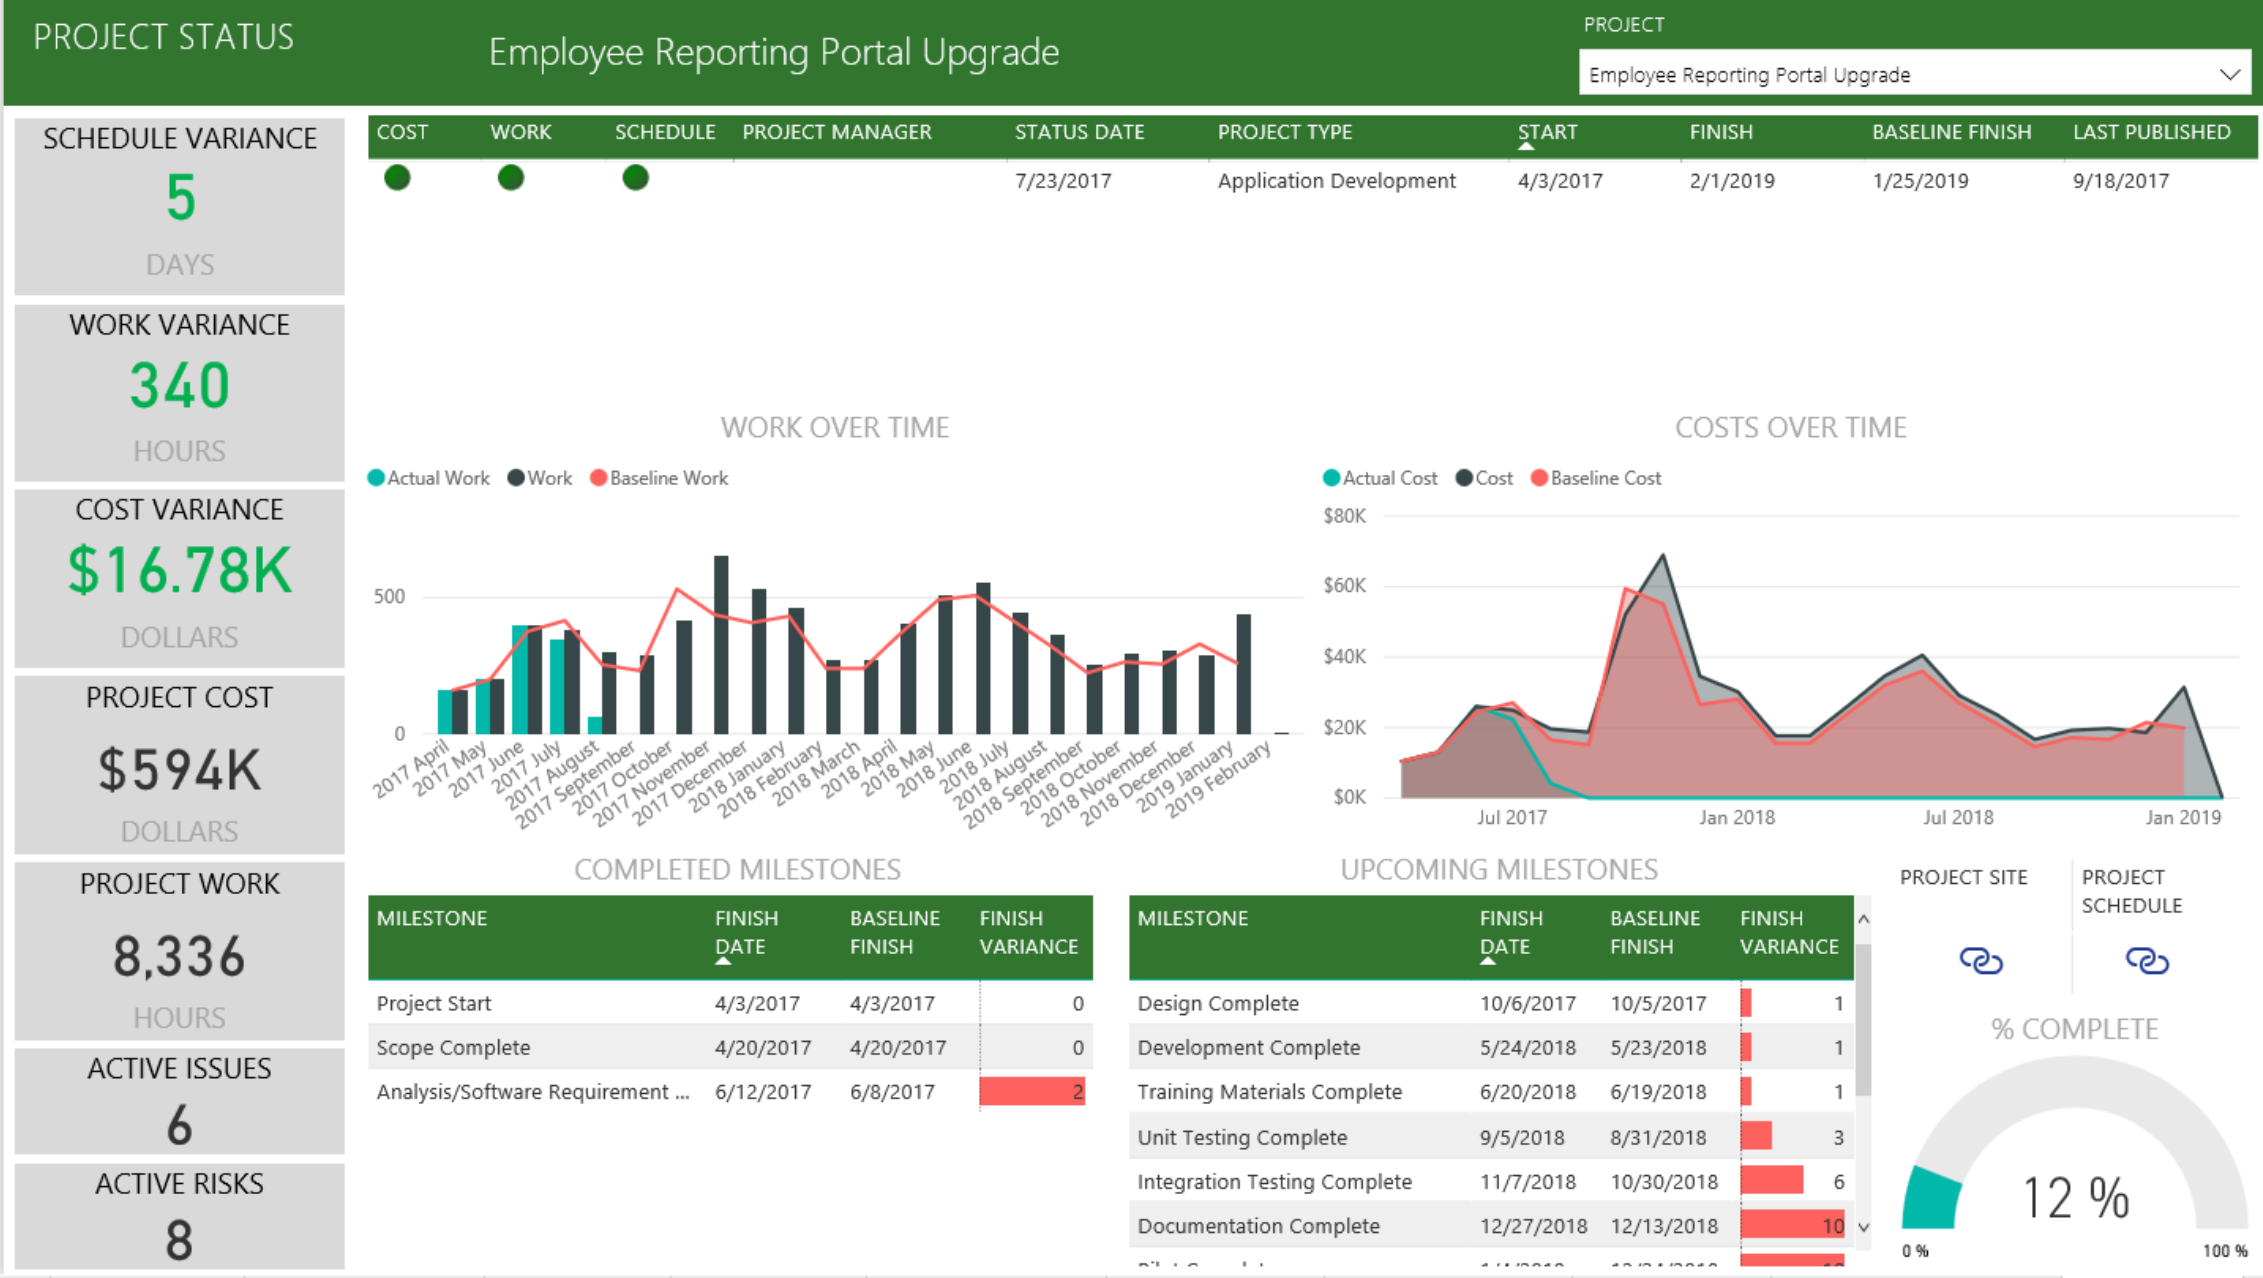 PROJECT STATUS
Employee Reporting Portal Upgrade
PROJECT
Employee Reporting Portal Upgrade
SCHEDULE VARIANCE
5
DAYS
WORK VARIANCE
340
HOURS
COST VARIANCE
$16.78K
DOLLARS
PROJECT COST
$594K
DOLLARS
PROJECT WORK
8,336
HOURS
ACTIVE ISSUES
6
ACTIVE RISKS
8
COST WORK SCHEDULE PROJECT MANAGER STATUS DATE PROJECT TYPE START FINISH BASELINE FINISH LAST PUBLISHED
7/23/2017 Application Development 4/3/2017 2/1/2019 1/25/2019 9/18/2017
WORK OVER TIME
Actual Work Work Baseline Work
500
0
2017 April
2017 May
2017 June
2017 July
2017 August
2017 September
2017 October
2017 November
2017 December
2018 January
2018 February
2018 March
2018 April
2018 May
2018 June
2018 July
2018 August
2018 September
2018 October
2018 November
2018 December
2019 January
2019 February
COSTS OVER TIME
Actual Cost Cost Baseline Cost
$80K
$60K
$40K
$20K
$0K
Jul 2017 Jan 2018 Jul 2018 Jan 2019
COMPLETED MILESTONES
MILESTONE FINISH DATE BASELINE FINISH FINISH VARIANCE
Project Start 4/3/2017 4/3/2017 0
Scope Complete 4/20/2017 4/20/2017 0
Analysis/Software Requirement ... 6/12/2017 6/8/2017 2
UPCOMING MILESTONES
MILESTONE FINISH DATE BASELINE FINISH FINISH VARIANCE
Design Complete 10/6/2017 10/5/2017 1
Development Complete 5/24/2018 5/23/2018 1
Training Materials Complete 6/20/2018 6/19/2018 1
Unit Testing Complete 9/5/2018 8/31/2018 3
Integration Testing Complete 11/7/2018 10/30/2018 6
Documentation Complete 12/27/2018 12/13/2018 10
PROJECT SITE
PROJECT SCHEDULE
% COMPLETE
12 %
0 %
100 %